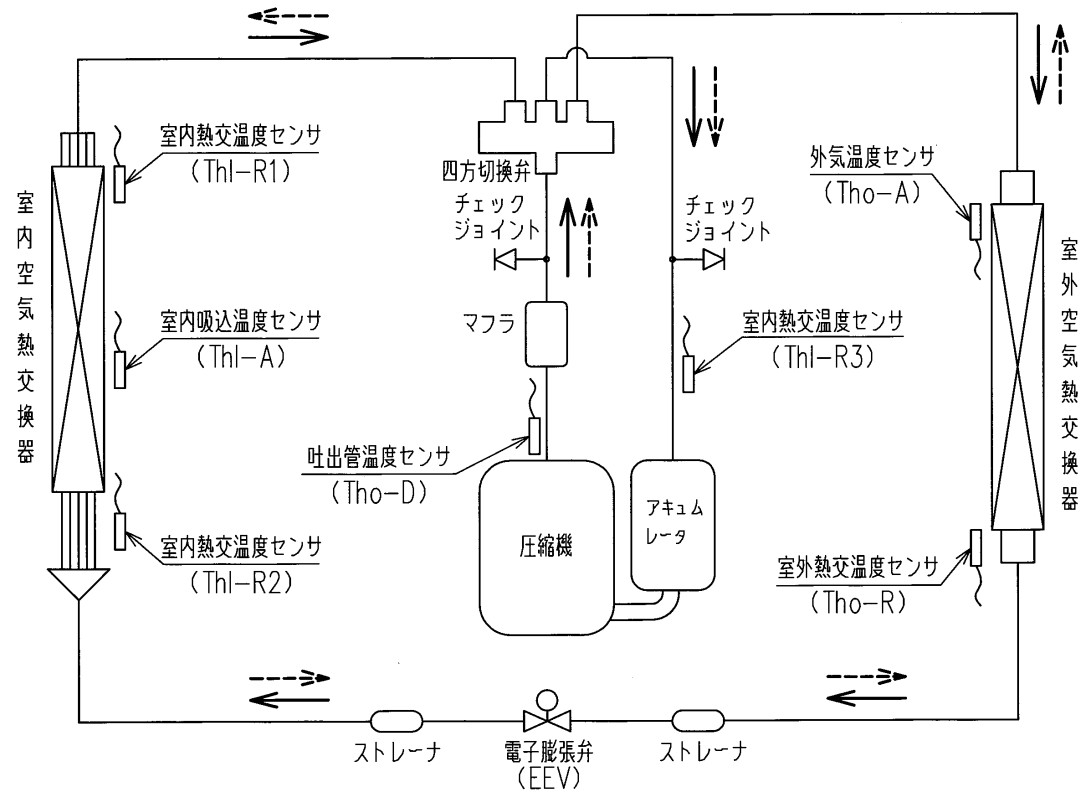 室内熱交温度センサ
(ThI-R1)
四方切換弁
外気温度センサ
(Tho-A)
チェック
ジョイント
チェック
ジョイント
室内空気熱交換器
室外空気熱交換器
室内吸込温度センサ
(ThI-A)
マフラ
室内熱交温度センサ
(ThI-R3)
吐出管温度センサ
(Tho-D)
圧縮機
アキュム
レータ
室内熱交温度センサ
(ThI-R2)
室外熱交温度センサ
(Tho-R)
ストレーナ
電子膨張弁
(EEV)
ストレーナ